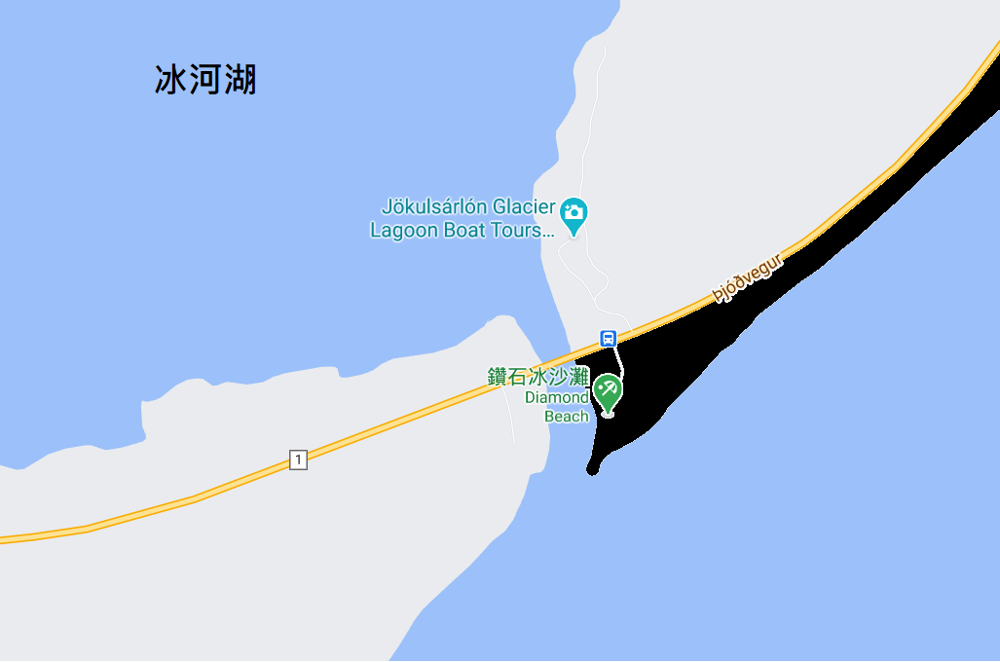 冰河湖
Jökulsárlón Glacier
Lagoon Boat Tours...
Þjóðvegur
鑽石冰沙灘
Diamond
Beach
1